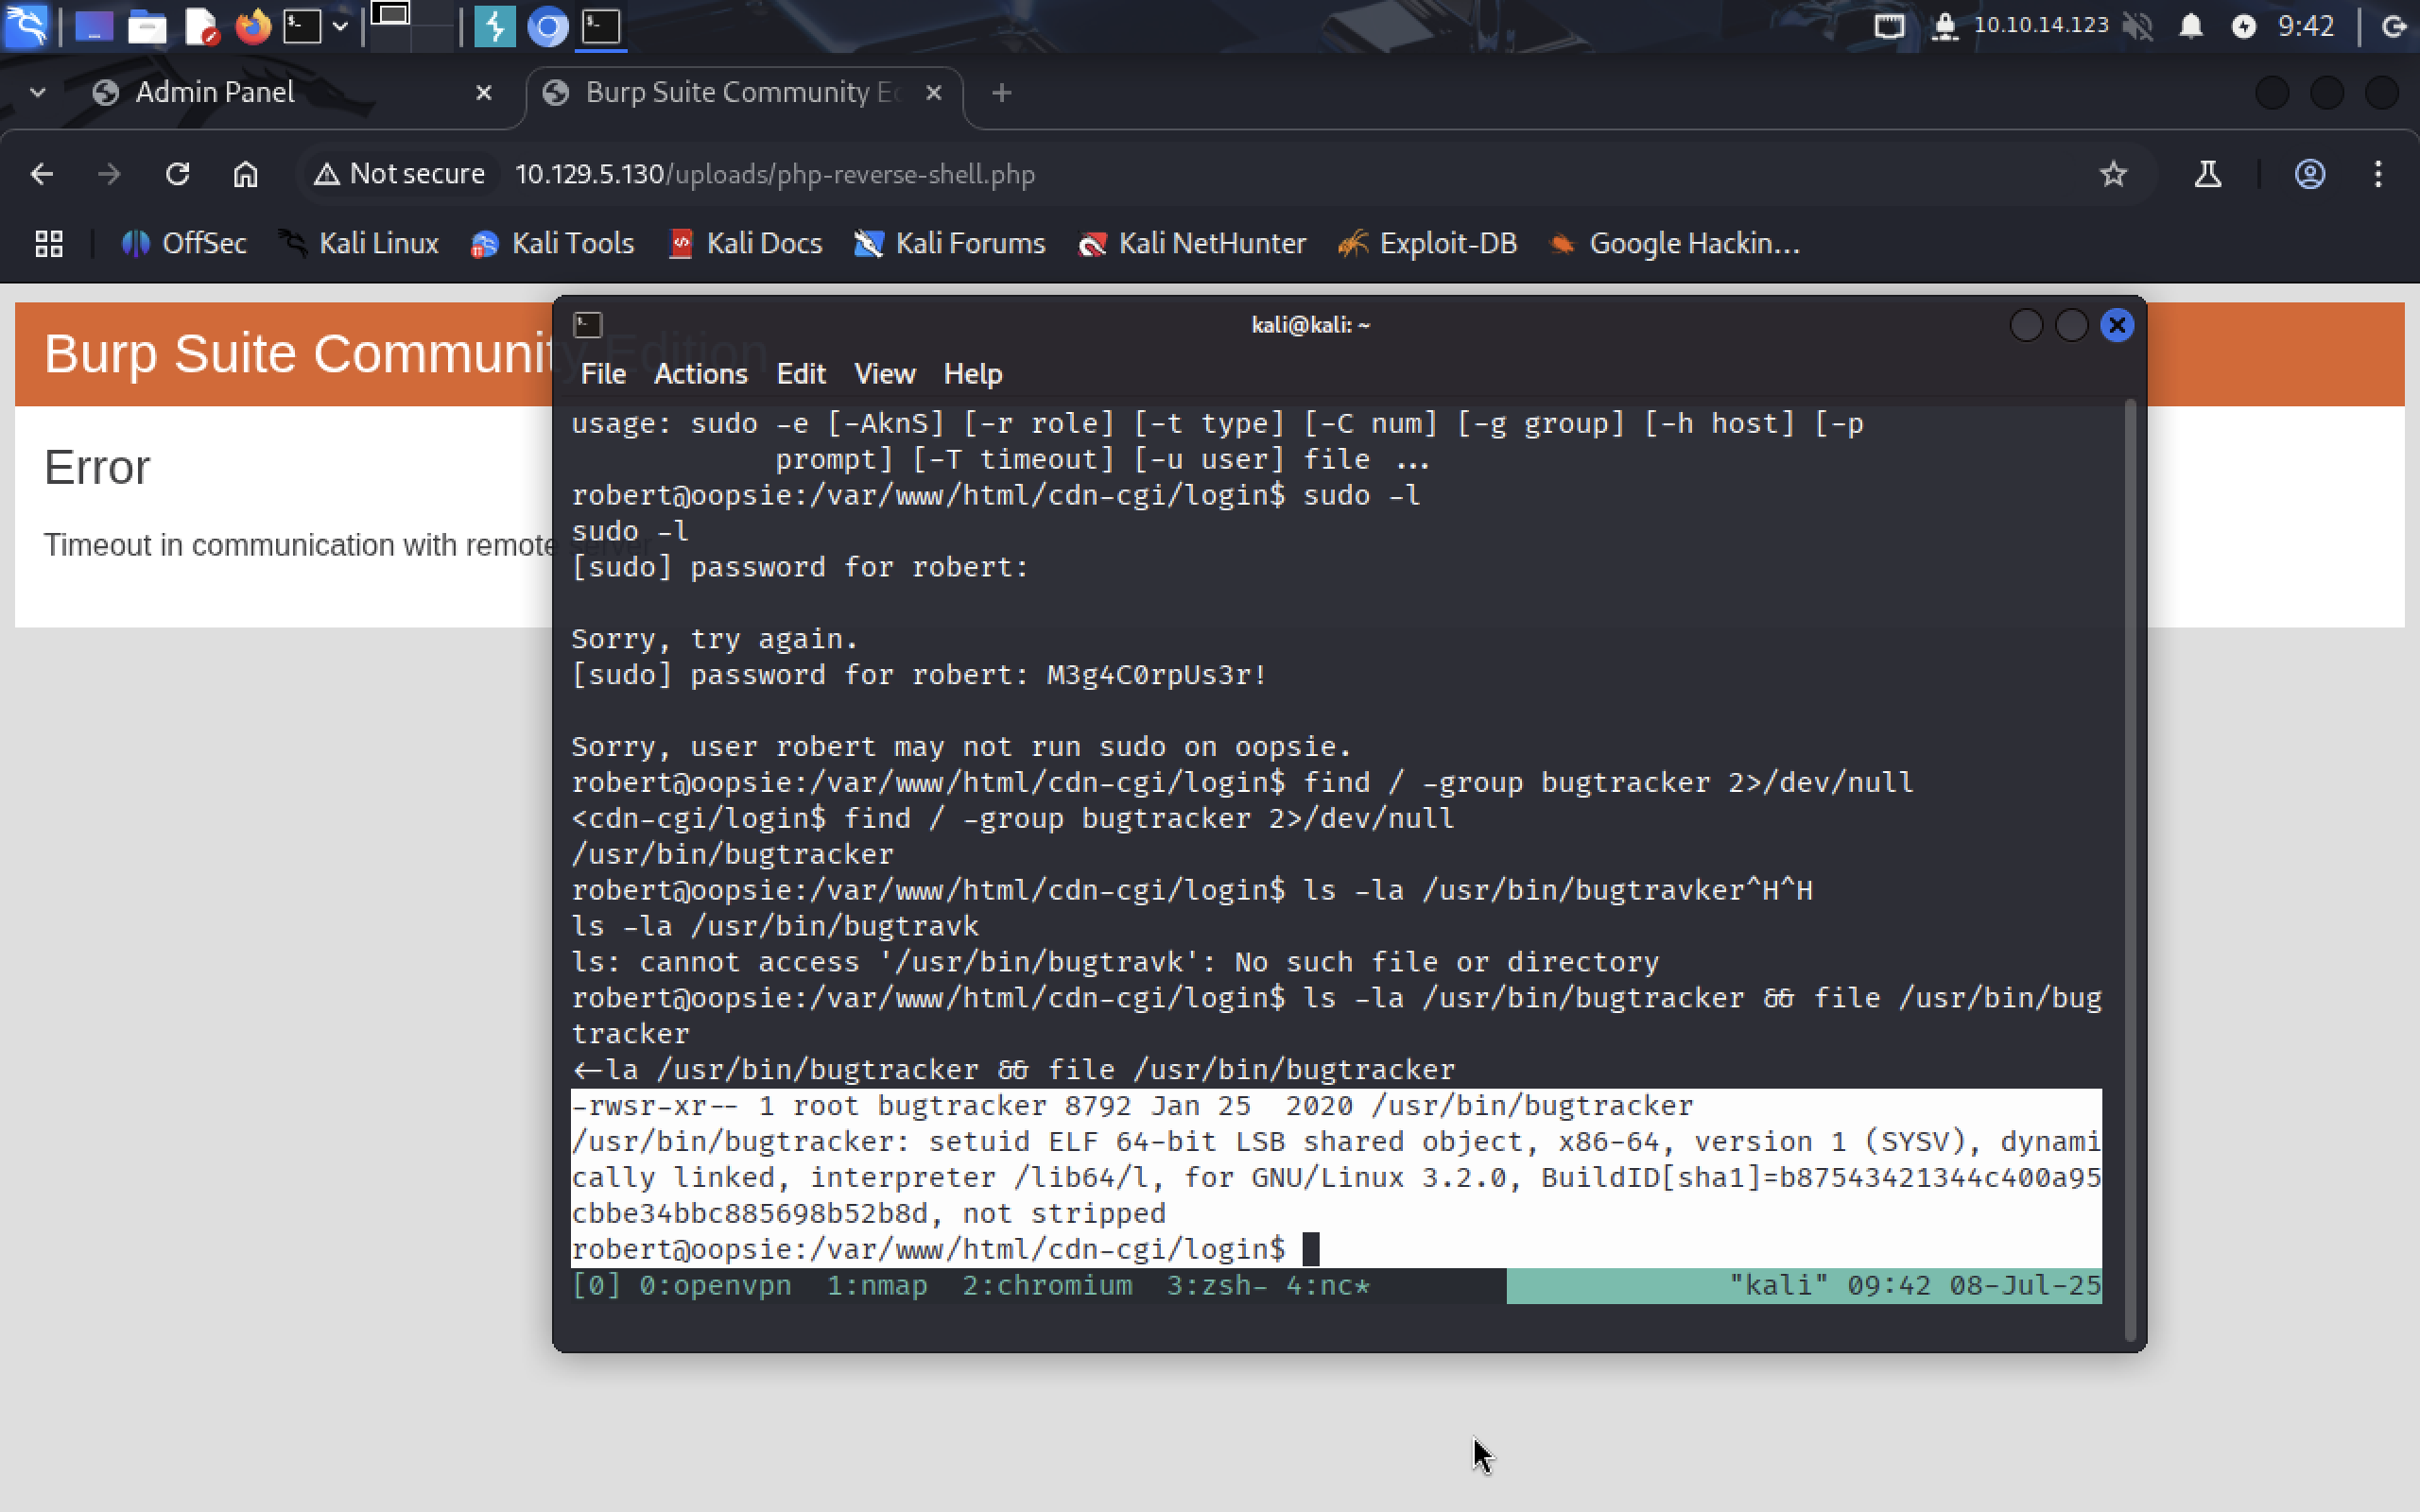 10.10.14.123
9:42
Admin Panel
Burp Suite Community Ed
Not secure 10.129.5.130/uploads/php-reverse-shell.php
OffSec
Kali Linux
Kali Tools
Kali Docs
Kali Forums
Kali NetHunter
Exploit-DB
Google Hackin...
Burp Suite Community Edition
Error
Timeout in communication with remote server
kali@kali: ~
File Actions Edit View Help
usage: sudo -e [-AknS] [-r role] [-t type] [-C num] [-g group] [-h host] [-p
prompt] [-T timeout] [-u user] file ...
robert@oopsie:/var/www/html/cdn-cgi/login$ sudo -l
sudo -l
[sudo] password for robert:
Sorry, try again.
[sudo] password for robert: M3g4C0rpUs3r!
Sorry, user robert may not run sudo on oopsie.
robert@oopsie:/var/www/html/cdn-cgi/login$ find / -group bugtracker 2>/dev/null
<cdn-cgi/login$ find / -group bugtracker 2>/dev/null
/usr/bin/bugtracker
robert@oopsie:/var/www/html/cdn-cgi/login$ ls -la /usr/bin/bugtravker^H^H
ls -la /usr/bin/bugtravk
ls: cannot access '/usr/bin/bugtravk': No such file or directory
robert@oopsie:/var/www/html/cdn-cgi/login$ ls -la /usr/bin/bugtracker && file /usr/bin/bug
tracker
<-la /usr/bin/bugtracker && file /usr/bin/bugtracker
-rwsr-xr-- 1 root bugtracker 8792 Jan 25  2020 /usr/bin/bugtracker
/usr/bin/bugtracker: setuid ELF 64-bit LSB shared object, x86-64, version 1 (SYSV), dynami
cally linked, interpreter /lib64/l, for GNU/Linux 3.2.0, BuildID[sha1]=b87543421344c400a95
cbbe34bbc885698b52b8d, not stripped
robert@oopsie:/var/www/html/cdn-cgi/login$
[0] 0:openvpn  1:nmap  2:chromium  3:zsh- 4:nc* "kali" 09:42 08-Jul-25